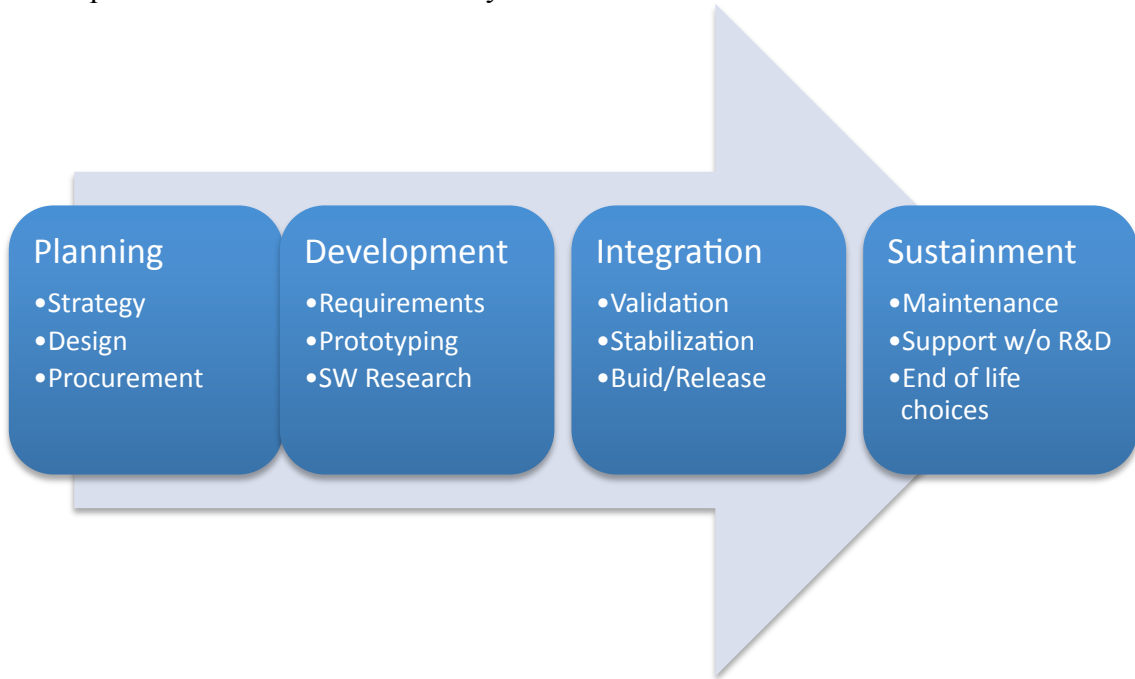 Planning
•Strategy
•Design
•Procurement
Development
•Requirements
•Prototyping
•SW Research
Integration
•Validation
•Stabilization
•Buid/Release
Sustainment
•Maintenance
•Support w/o R&D
•End of life
choices